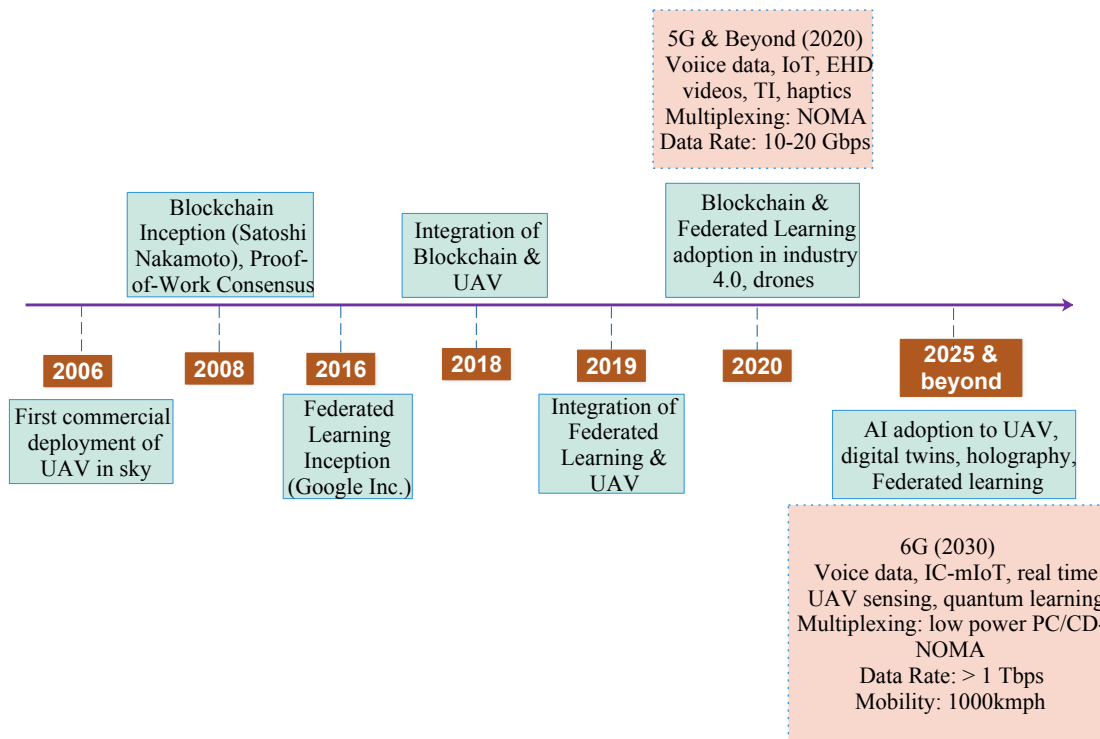 5G & Beyond (2020)
Voiice data, IoT, EHD
videos, TI, haptics
Multiplexing: NOMA
Data Rate: 10-20 Gbps
Blockchain
Inception (Satoshi
Nakamoto), Proof-
of-Work Consensus
Integration of
Blockchain &
UAV
Blockchain &
Federated Learning
adoption in industry
4.0, drones
2006
2008
2016
2018
2019
2020
2025 &
beyond
First commercial
deployment of
UAV in sky
Federated
Learning
Inception
(Google Inc.)
Integration of
Federated
Learning &
UAV
AI adoption to UAV,
digital twins, holography,
Federated learning
6G (2030)
Voice data, IC-mIoT, real time
UAV sensing, quantum learning
Multiplexing: low power PC/CD-
NOMA
Data Rate: > 1 Tbps
Mobility: 1000kmph